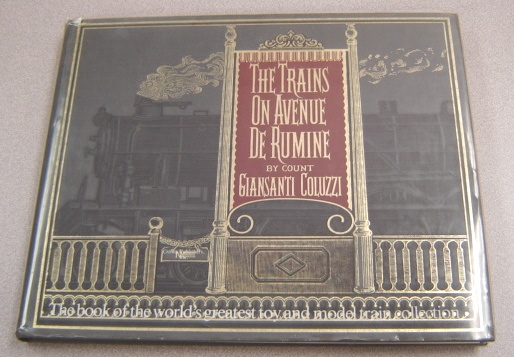 THE TRAINS
ON AVENUE
DE RUMINE
BY COUNT
GIANSANTI COLUZZI
The book of the world's greatest toy and model train collection